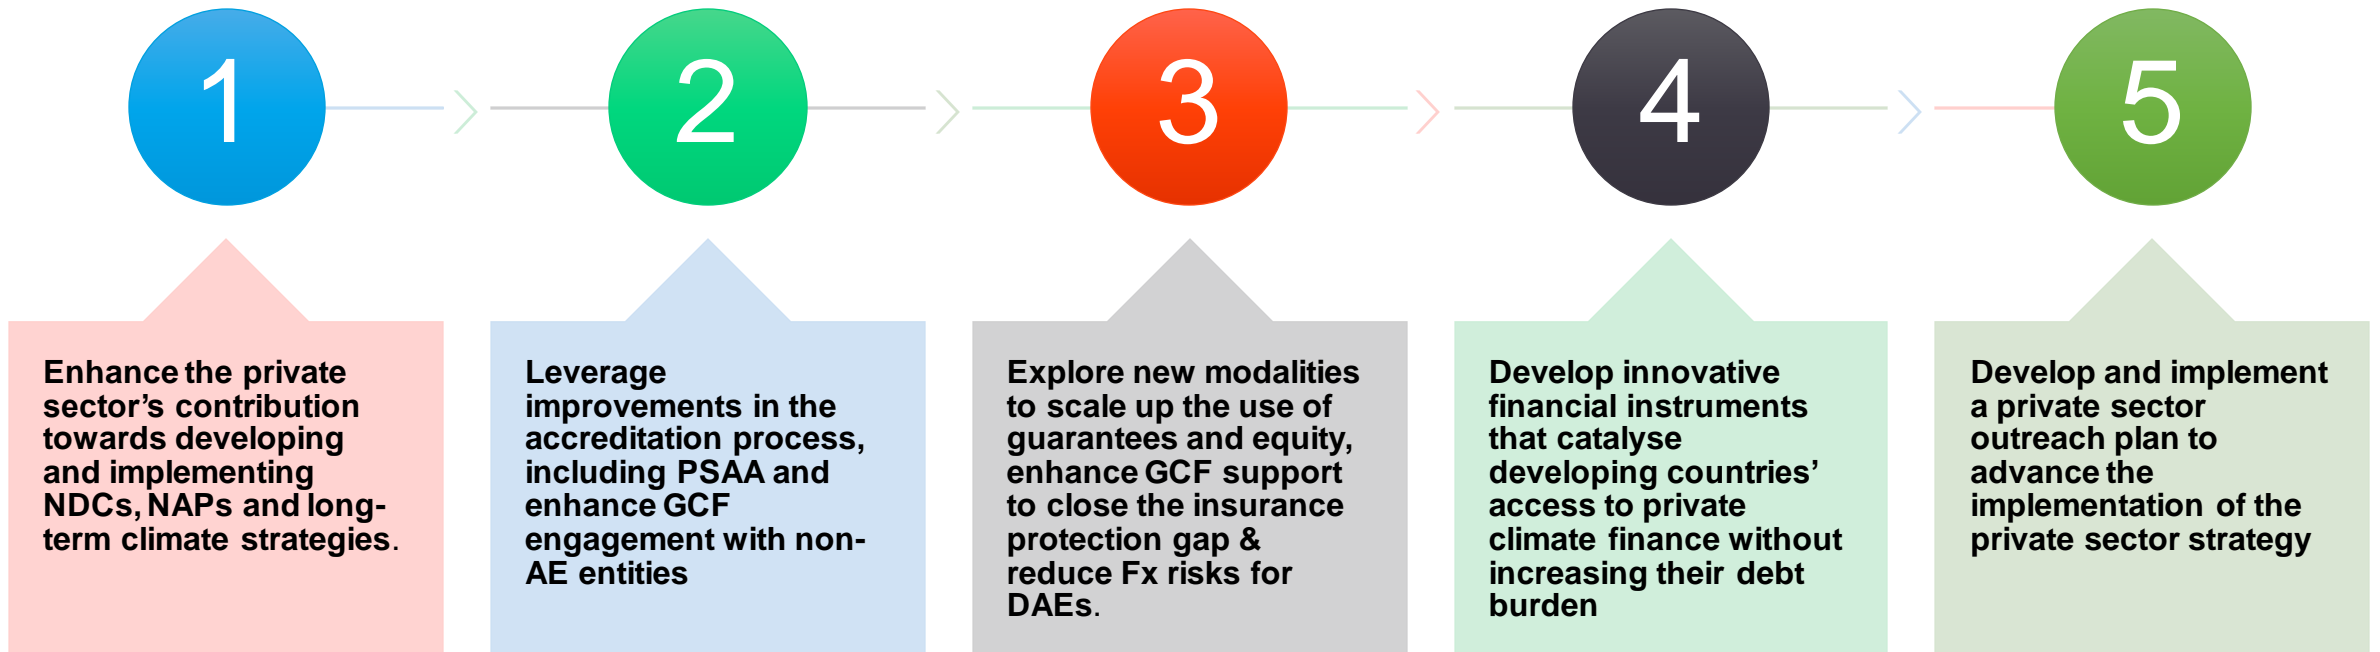 1
2
3
4
5
Enhance the private
sector’s contribution
towards developing
and implementing
NDCs, NAPs and long-
term climate strategies.
Leverage
improvements in the
accreditation process,
including PSAA and
enhance GCF
engagement with non-
AE entities
Explore new modalities
to scale up the use of
guarantees and equity,
enhance GCF support
to close the insurance
protection gap &
reduce Fx risks for
DAEs.
Develop innovative
financial instruments
that catalyse
developing countries’
access to private
climate finance without
increasing their debt
burden
Develop and implement
a private sector
outreach plan to
advance the
implementation of the
private sector strategy